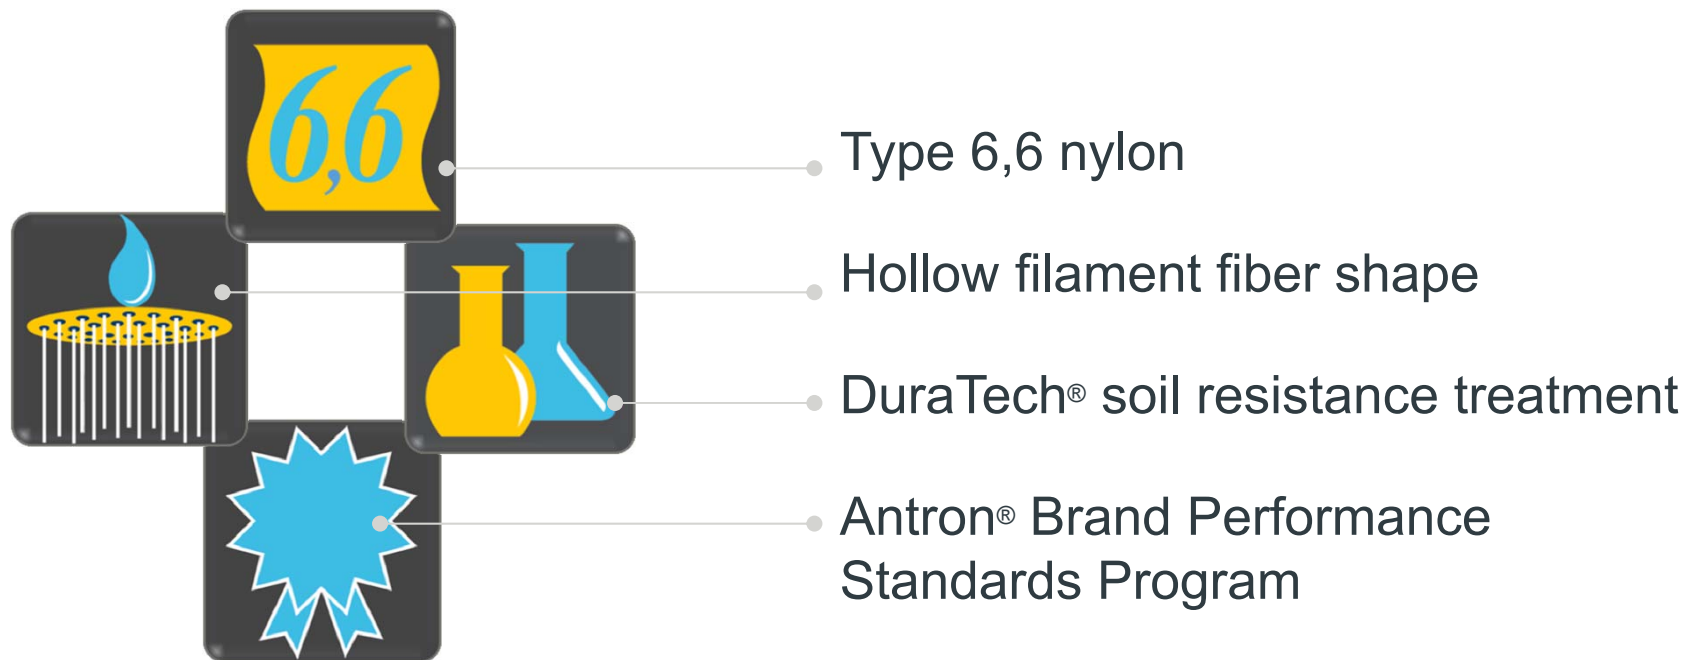 6,6
Type 6,6 nylon
Hollow filament fiber shape
DuraTech® soil resistance treatment
Antron® Brand Performance
Standards Program